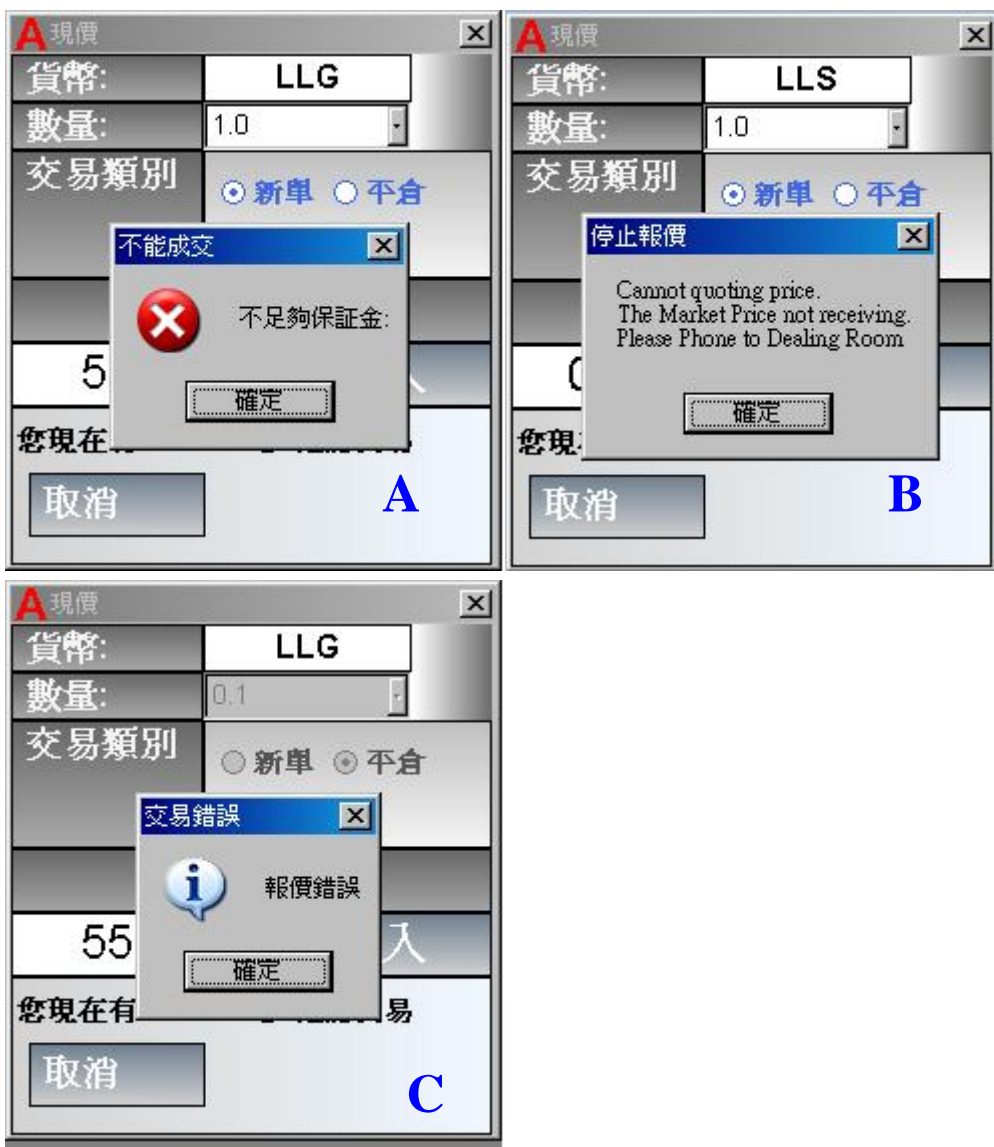 A 現價
貨幣: LLG
數量: 1.0
交易類別
新單 平倉
不能成交
不足夠保証金:
5
確定
您現在
取消
A
A 現價
貨幣: LLS
數量: 1.0
交易類別
新單 平倉
停止報價
Cannot quoting price.
The Market Price not receiving.
Please Phone to Dealing Room
確定
您現
取消
B
A 現價
貨幣: LLG
數量: 0.1
交易類別
新單 平倉
交易錯誤
報價錯誤
55 入
確定
您現在有 易
取消
C